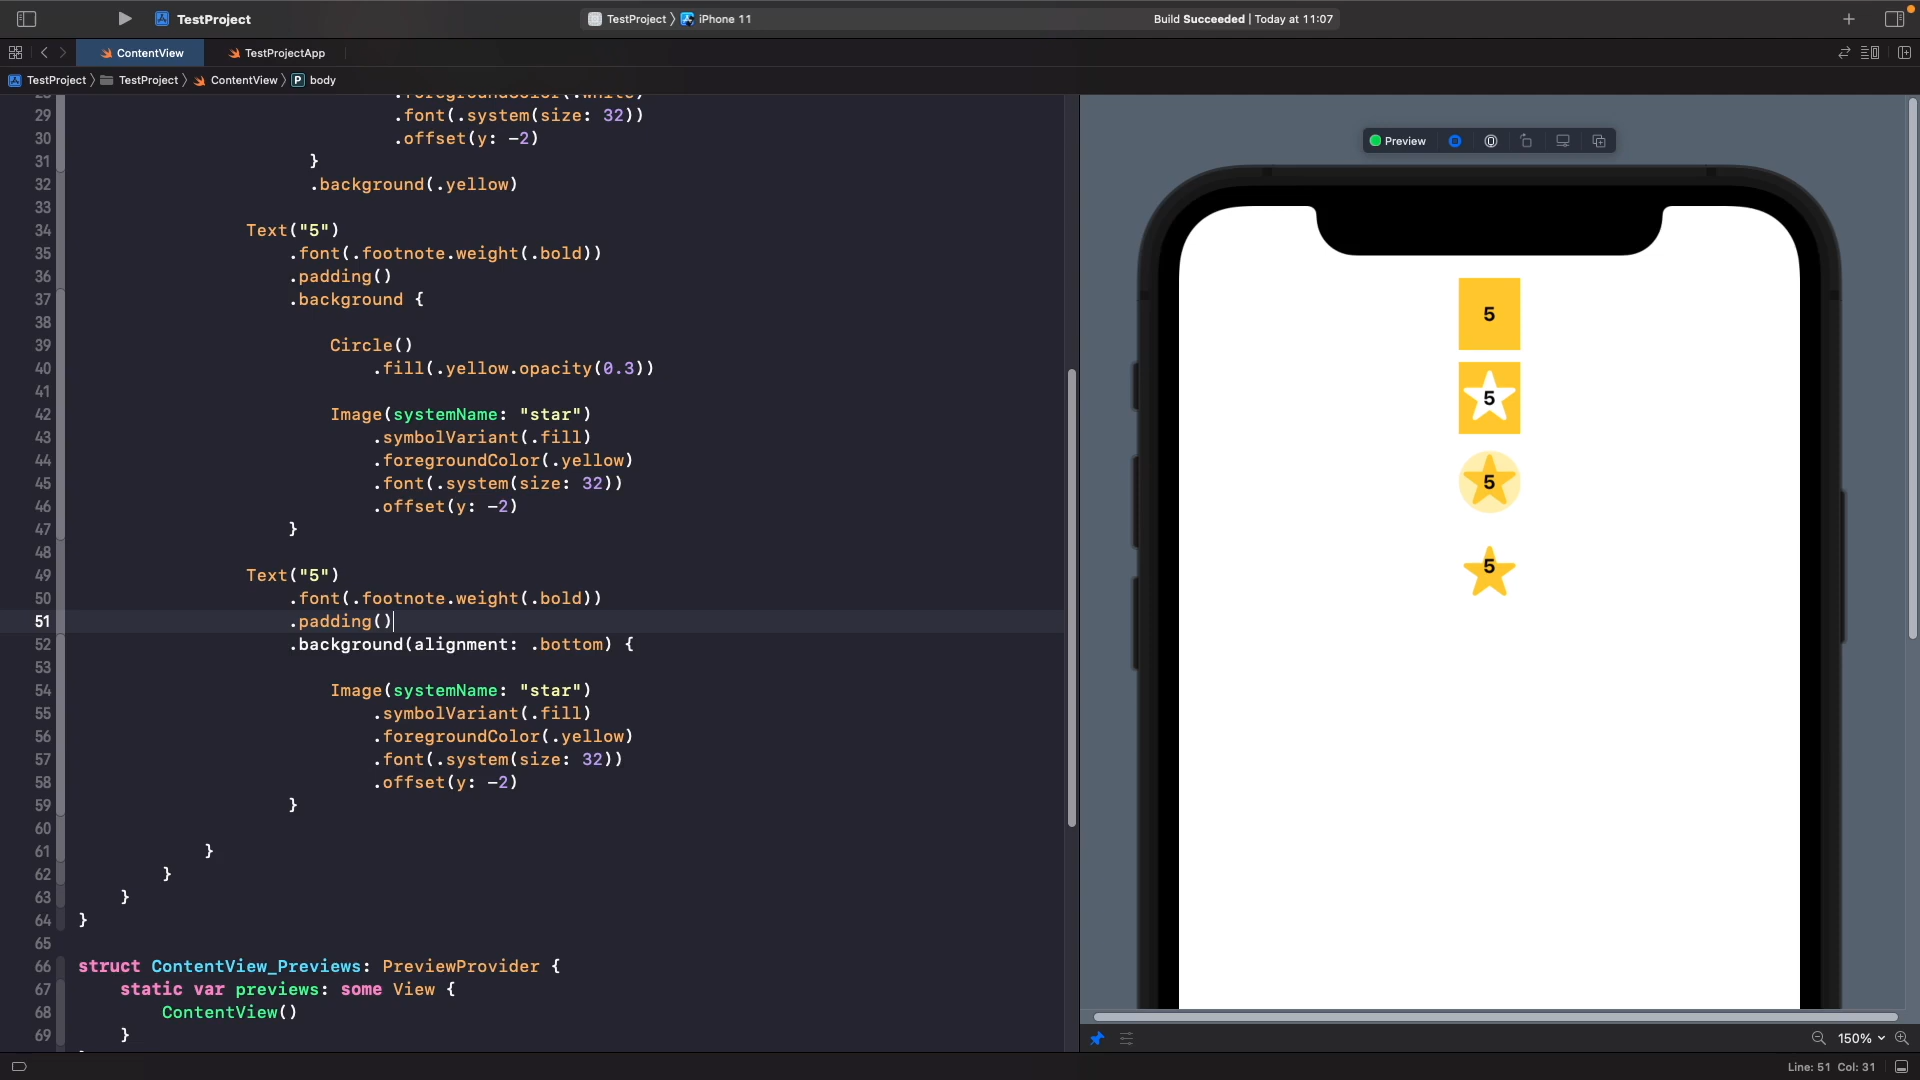 TestProject
TestProject 〉 iPhone 11
Build Succeeded | Today at 11:07
ContentView
TestProjectApp
TestProject 〉 TestProject 〉 ContentView 〉 P body
29 .font(.system(size: 32))
30 .offset(y: -2)
31 }
32 .background(.yellow)
33
34 Text("5")
35 .font(.footnote.weight(.bold))
36 .padding()
37 .background {
38
39 Circle()
40 .fill(.yellow.opacity(0.3))
41
42 Image(systemName: "star")
43 .symbolVariant(.fill)
44 .foregroundColor(.yellow)
45 .font(.system(size: 32))
46 .offset(y: -2)
47 }
48
49 Text("5")
50 .font(.footnote.weight(.bold))
51 .padding()
52 .background(alignment: .bottom) {
53
54 Image(systemName: "star")
55 .symbolVariant(.fill)
56 .foregroundColor(.yellow)
57 .font(.system(size: 32))
58 .offset(y: -2)
59 }
60
61 }
62 }
63 }
64 }
65
66 struct ContentView_Previews: PreviewProvider {
67 static var previews: some View {
68 ContentView()
69 }
Preview
5
5
5
5
150%
Line: 51 Col: 31